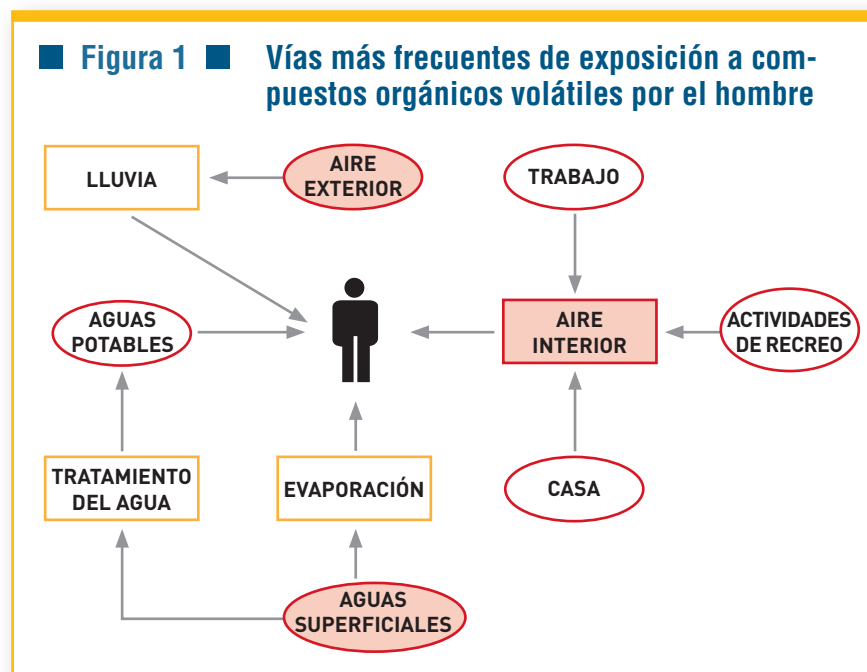 Figura 1 Vías más frecuentes de exposición a com-
puestos orgánicos volátiles por el hombre
LLUVIA
AIRE
EXTERIOR
TRABAJO
AGUAS
POTABLES
AIRE
INTERIOR
ACTIVIDADES
DE RECREO
TRATAMIENTO
DEL AGUA
EVAPORACIÓN
CASA
AGUAS
SUPERFICIALES